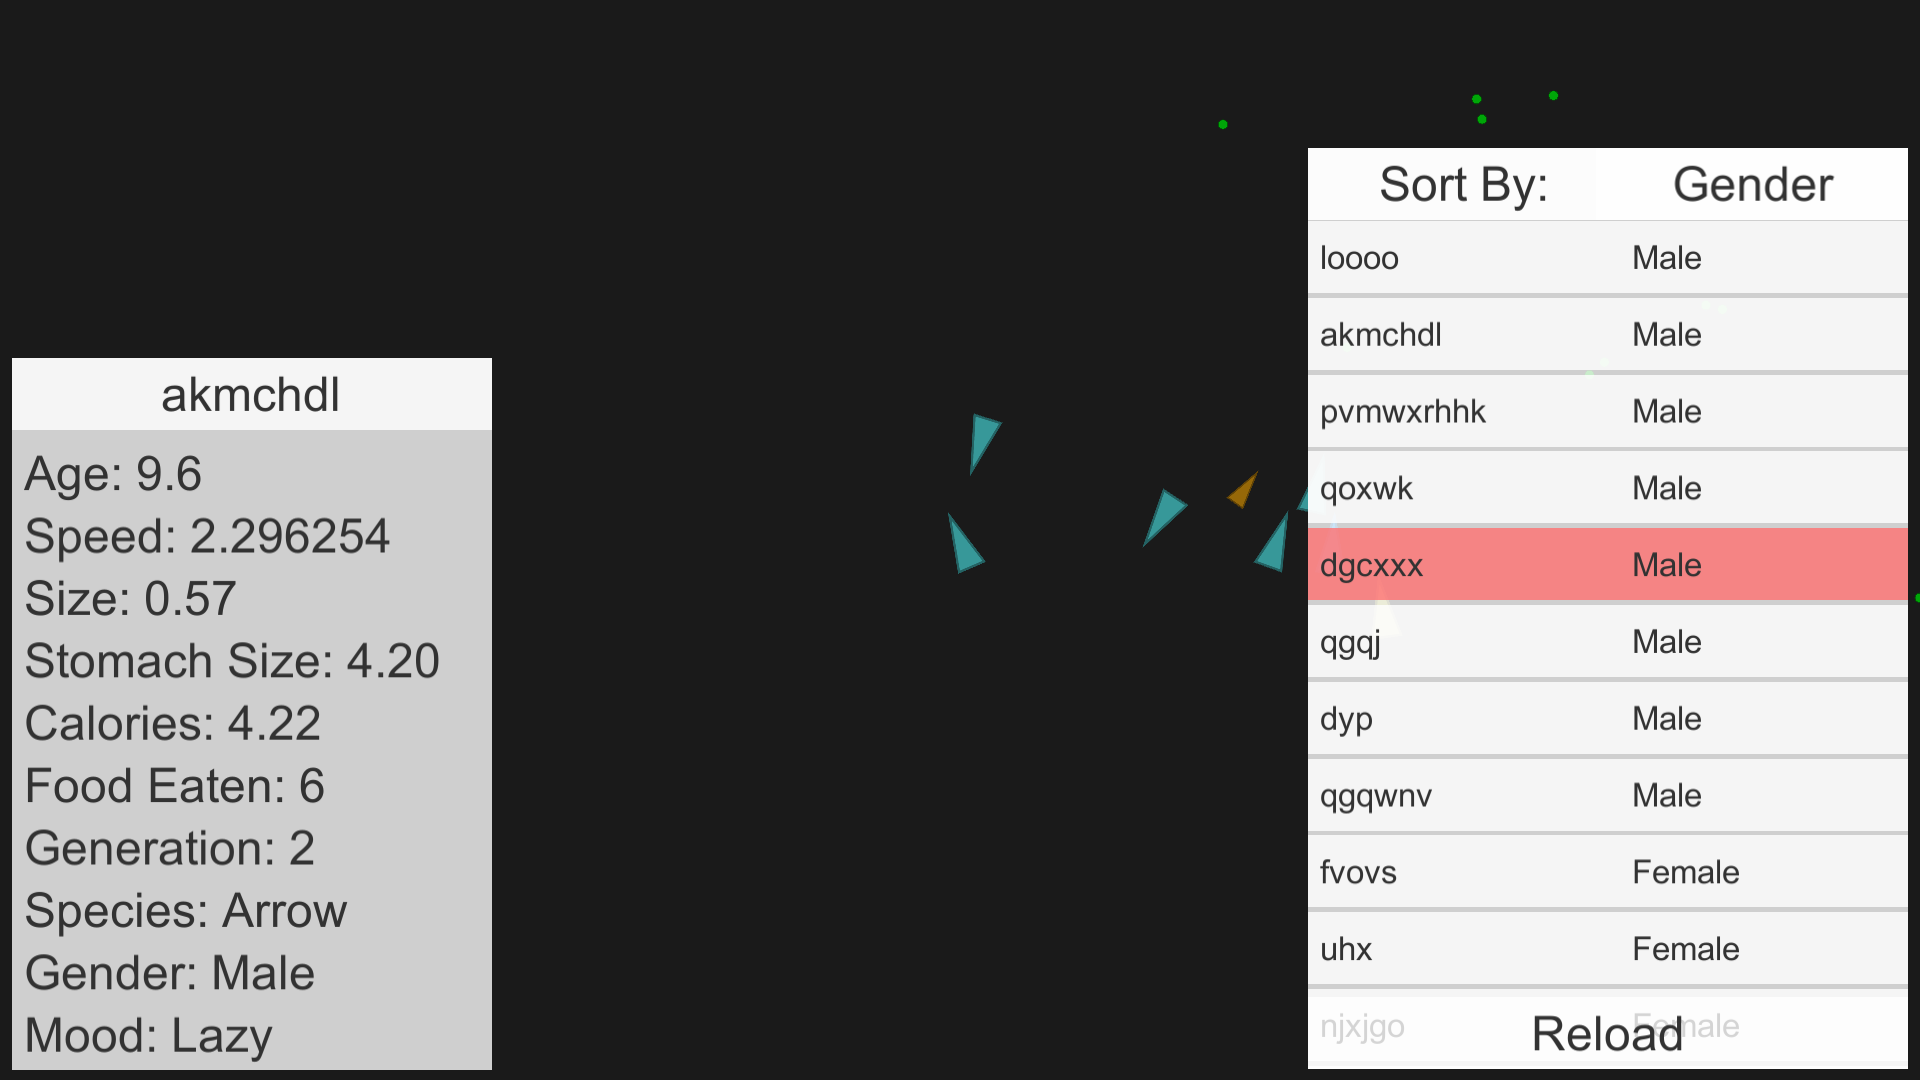 akmchdl
Age: 9.6
Speed: 2.296254
Size: 0.57
Stomach Size: 4.20
Calories: 4.22
Food Eaten: 6
Generation: 2
Species: Arrow
Gender: Male
Mood: Lazy
Sort By: Gender
loooo Male
akmchdl Male
pvmwxrhhk Male
qoxwk Male
dgcxxx Male
qgqj Male
dyp Male
qgqwnv Male
fvovs Female
uhx Female
njxjgo Female
Reload